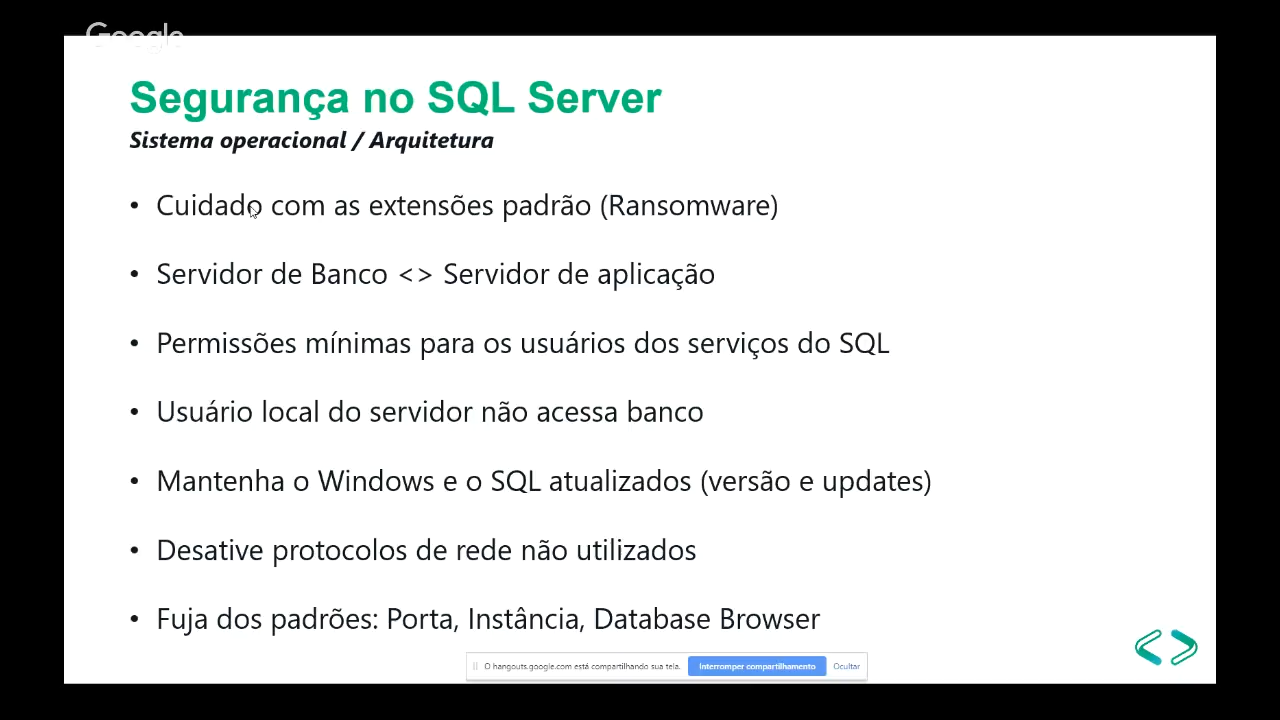 Google
Segurança no SQL Server
Sistema operacional / Arquitetura
• Cuidado com as extensões padrão (Ransomware)
• Servidor de Banco <> Servidor de aplicação
• Permissões mínimas para os usuários dos serviços do SQL
• Usuário local do servidor não acessa banco
• Mantenha o Windows e o SQL atualizados (versão e updates)
• Desative protocolos de rede não utilizados
• Fuja dos padrões: Porta, Instância, Database Browser
O hangouts.google.com está compartilhando sua tela. Interromper compartilhamento Ocultar